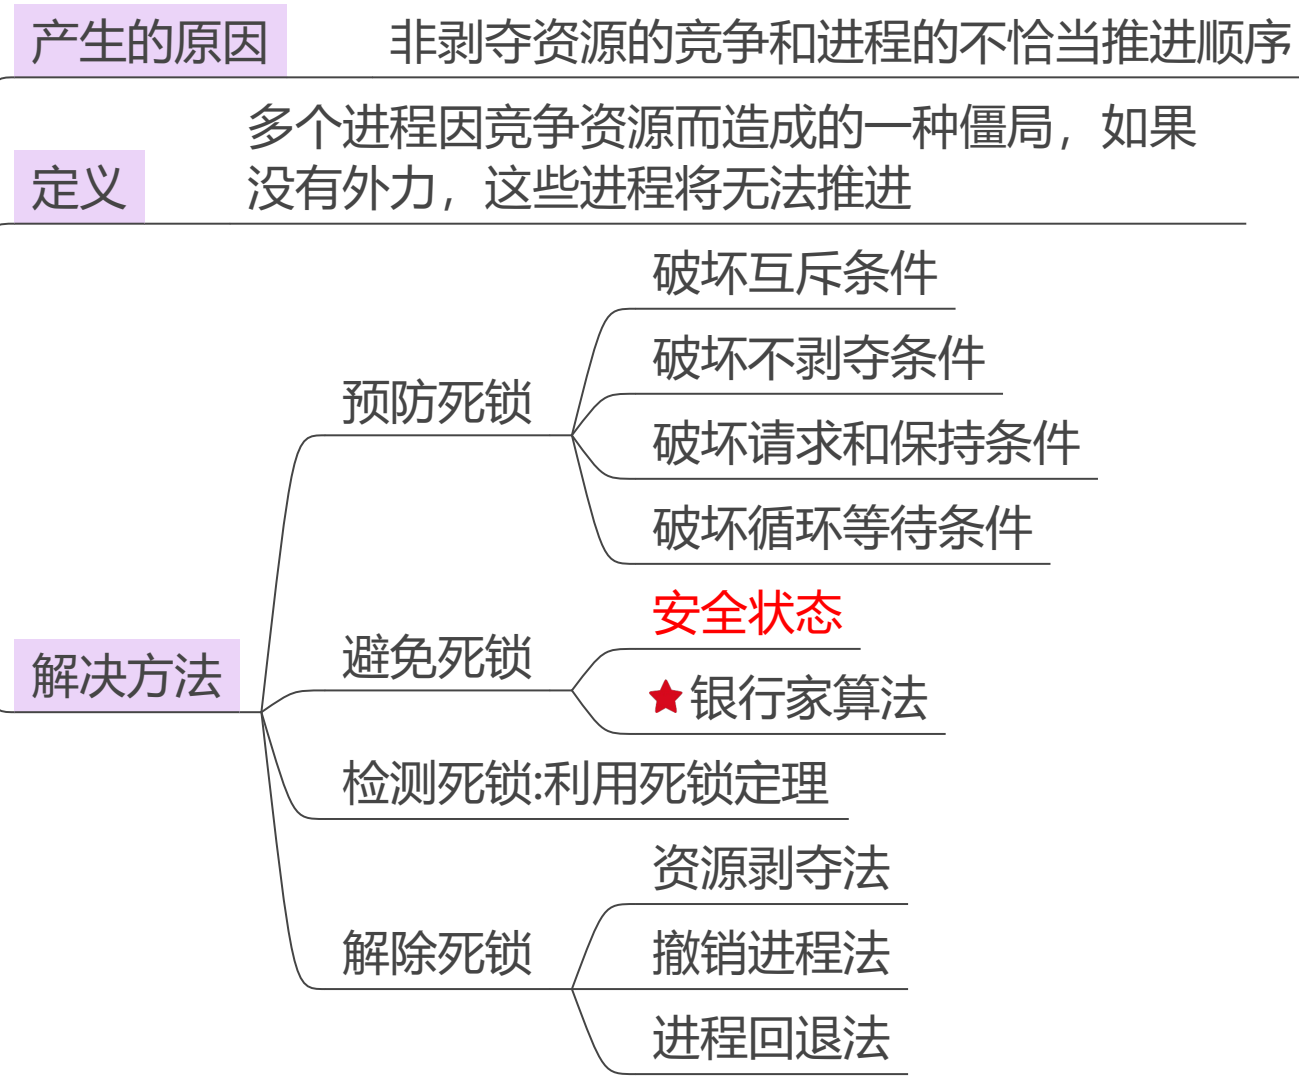 产生的原因 非剥夺资源的竞争和进程的不恰当推进顺序
定义 多个进程因竞争资源而造成的一种僵局，如果
没有外力，这些进程将无法推进
解决方法
预防死锁
破坏互斥条件
破坏不剥夺条件
破坏请求和保持条件
破坏循环等待条件
避免死锁
安全状态
银行家算法
检测死锁:利用死锁定理
解除死锁
资源剥夺法
撤销进程法
进程回退法